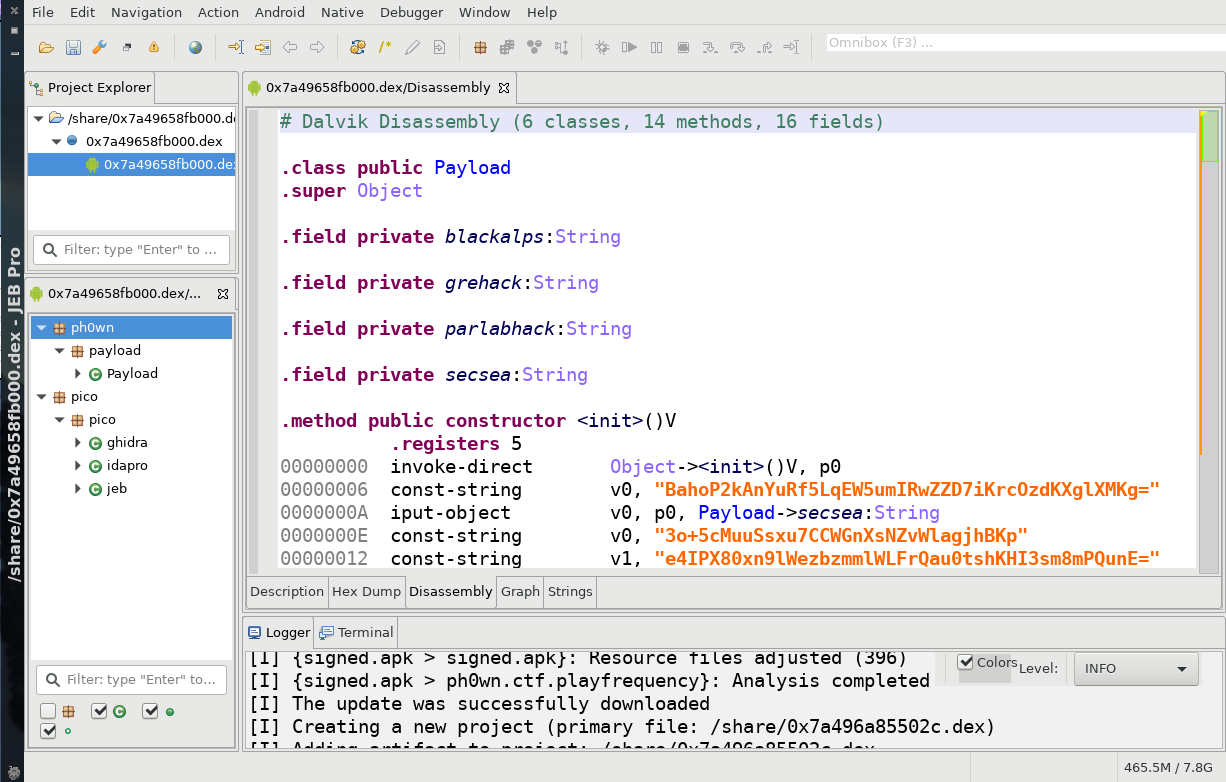 File Edit Navigation Action Android Native Debugger Window Help
Omnibox (F3) ...
/share/0x7a49658fb000.dex - JEB Pro
Project Explorer
/share/0x7a49658fb000.de
0x7a49658fb000.dex
0x7a49658fb000.dex
Filter: type "Enter" to ...
0x7a49658fb000.dex/...
ph0wn
payload
Payload
pico
pico
ghidra
idapro
jeb
Filter: type "Enter" to...
0x7a49658fb000.dex/Disassembly
# Dalvik Disassembly (6 classes, 14 methods, 16 fields)
.class public Payload
.super Object
.field private blackalps:String
.field private grehack:String
.field private parlabhack:String
.field private secsea:String
.method public constructor <init>()V
.registers 5
00000000 invoke-direct Object-><init>()V, p0
00000006 const-string v0, "BahoP2kAnYuRf5LqEW5umIRwZZD7iKrcOzdKXglXMKg="
0000000A iput-object v0, p0, Payload->secsea:String
0000000E const-string v0, "3o+5cMuuSsxu7CCWGnXsNZvWlagjhBKp"
00000012 const-string v1, "e4IPX80xn9lWezbzmmlWLFrQau0tshKHI3sm8mPQunE="
Description Hex Dump Disassembly Graph Strings
Logger Terminal
[I] {signed.apk > signed.apk}: Resource files adjusted (396)
[I] {signed.apk > ph0wn.ctf.playfrequency}: Analysis completed
[I] The update was successfully downloaded
[I] Creating a new project (primary file: /share/0x7a496a85502c.dex)
[I] Adding artifact to project: /share/0x7a496a85502c.dex
Colors Level: INFO
465.5M / 7.8G